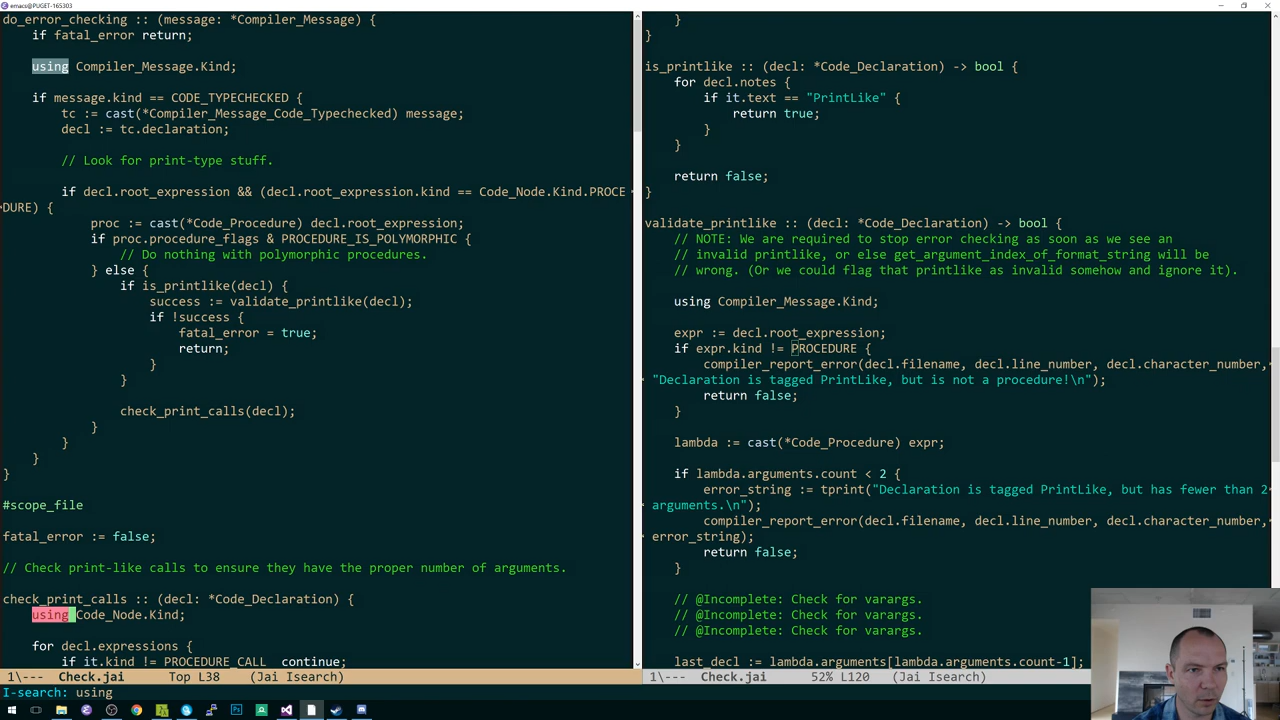 emacs@PUGET-165303
do_error_checking :: (message: *Compiler_Message) {
    if fatal_error return;
    using Compiler_Message.Kind;
    if message.kind == CODE_TYPECHECKED {
        tc := cast(*Compiler_Message_Code_Typechecked) message;
        decl := tc.declaration;
        // Look for print-type stuff.
        if decl.root_expression && (decl.root_expression.kind == Code_Node.Kind.PROCE
DURE) {
            proc := cast(*Code_Procedure) decl.root_expression;
            if proc.procedure_flags & PROCEDURE_IS_POLYMORPHIC {
                // Do nothing with polymorphic procedures.
            } else {
                if is_printlike(decl) {
                    success := validate_printlike(decl);
                    if !success {
                        fatal_error = true;
                        return;
                    }
                }
                check_print_calls(decl);
            }
        }
    }
}
#scope_file
fatal_error := false;
// Check print-like calls to ensure they have the proper number of arguments.
check_print_calls :: (decl: *Code_Declaration) {
    using Code_Node.Kind;
    for decl.expressions {
        if it.kind != PROCEDURE_CALL  continue;
1\---  Check.jai      Top L38    (Jai Isearch)
I-search: using
    }
}
is_printlike :: (decl: *Code_Declaration) -> bool {
    for decl.notes {
        if it.text == "PrintLike" {
            return true;
        }
    }
    return false;
}
validate_printlike :: (decl: *Code_Declaration) -> bool {
    // NOTE: We are required to stop error checking as soon as we see an
    // invalid printlike, or else get_argument_index_of_format_string will be
    // wrong. (Or we could flag that printlike as invalid somehow and ignore it).
    using Compiler_Message.Kind;
    expr := decl.root_expression;
    if expr.kind != PROCEDURE {
        compiler_report_error(decl.filename, decl.line_number, decl.character_number,
"Declaration is tagged PrintLike, but is not a procedure!\n");
        return false;
    }
    lambda := cast(*Code_Procedure) expr;
    if lambda.arguments.count < 2 {
        error_string := tprint("Declaration is tagged PrintLike, but has fewer than 2
arguments.\n");
        compiler_report_error(decl.filename, decl.line_number, decl.character_number,
error_string);
        return false;
    }
    // @Incomplete: Check for varargs.
    // @Incomplete: Check for varargs.
    // @Incomplete: Check for varargs.
    last_decl := lambda.arguments[lambda.arguments.count-1];
1\---  Check.jai      52% L120   (Jai Isearch)